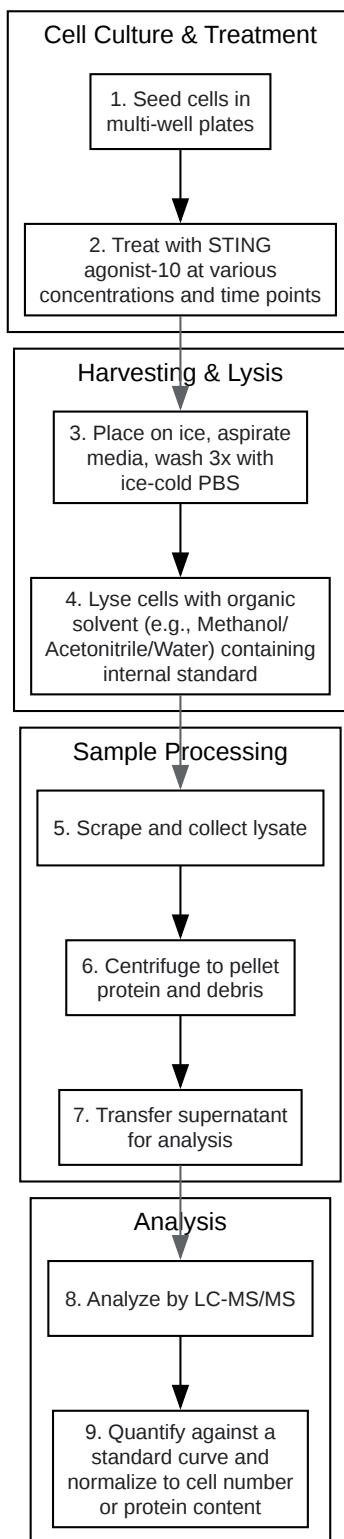 Cell Culture & Treatment
1. Seed cells in
multi-well plates
2. Treat with STING
agonist-10 at various
concentrations and time points
Harvesting & Lysis
3. Place on ice, aspirate
media, wash 3x with
ice-cold PBS
4. Lyse cells with organic
solvent (e.g., Methanol/
Acetonitrile/Water) containing
internal standard
Sample Processing
5. Scrape and collect lysate
6. Centrifuge to pellet
protein and debris
7. Transfer supernatant
for analysis
Analysis
8. Analyze by LC-MS/MS
9. Quantify against a
standard curve and
normalize to cell number
or protein content